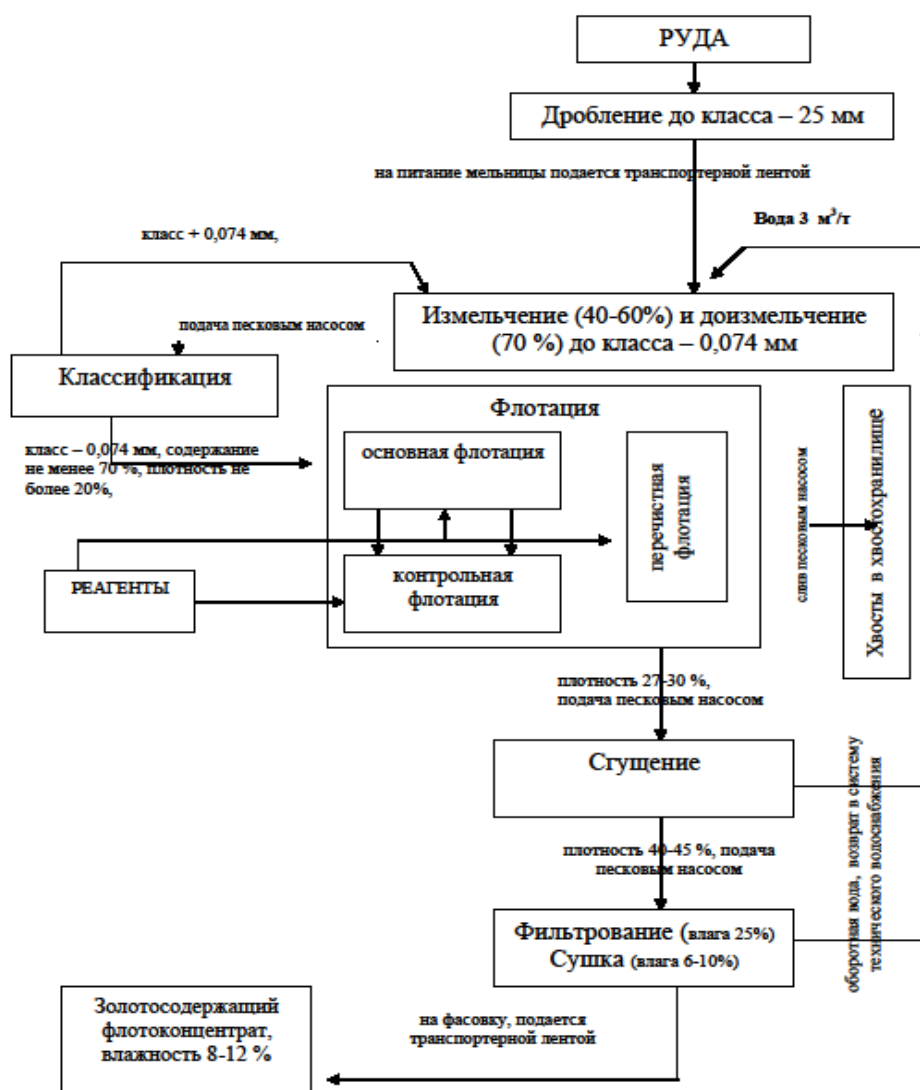 РУДА
Дробление до класса – 25 мм
на питание мельницы подается транспортерной лентой
Вода 3 м³/т
класс + 0,074 мм,
Измельчение (40-60%) и доизмельчение
(70 %) до класса – 0,074 мм
подача песковым насосом
Классификация
класс – 0,074 мм, содержание
не менее 70 %, плотность не
более 20%,
Флотация
основная флотация
перечистная
флотация
контрольная
флотация
РЕАГЕНТЫ
слив песковым насосом
Хвосты в хвостохранилище
плотность 27-30 %,
подача песковым насосом
Сгущение
плотность 40-45 %, подача
песковым насосом
оборотная вода, возврат в систему
технического водоснабжения
Фильтрование (влага 25%)
Сушка (влага 6-10%)
на фасовку, подается
транспортерной лентой
Золотосодержащий
флотоконцентрат,
влажность 8-12 %